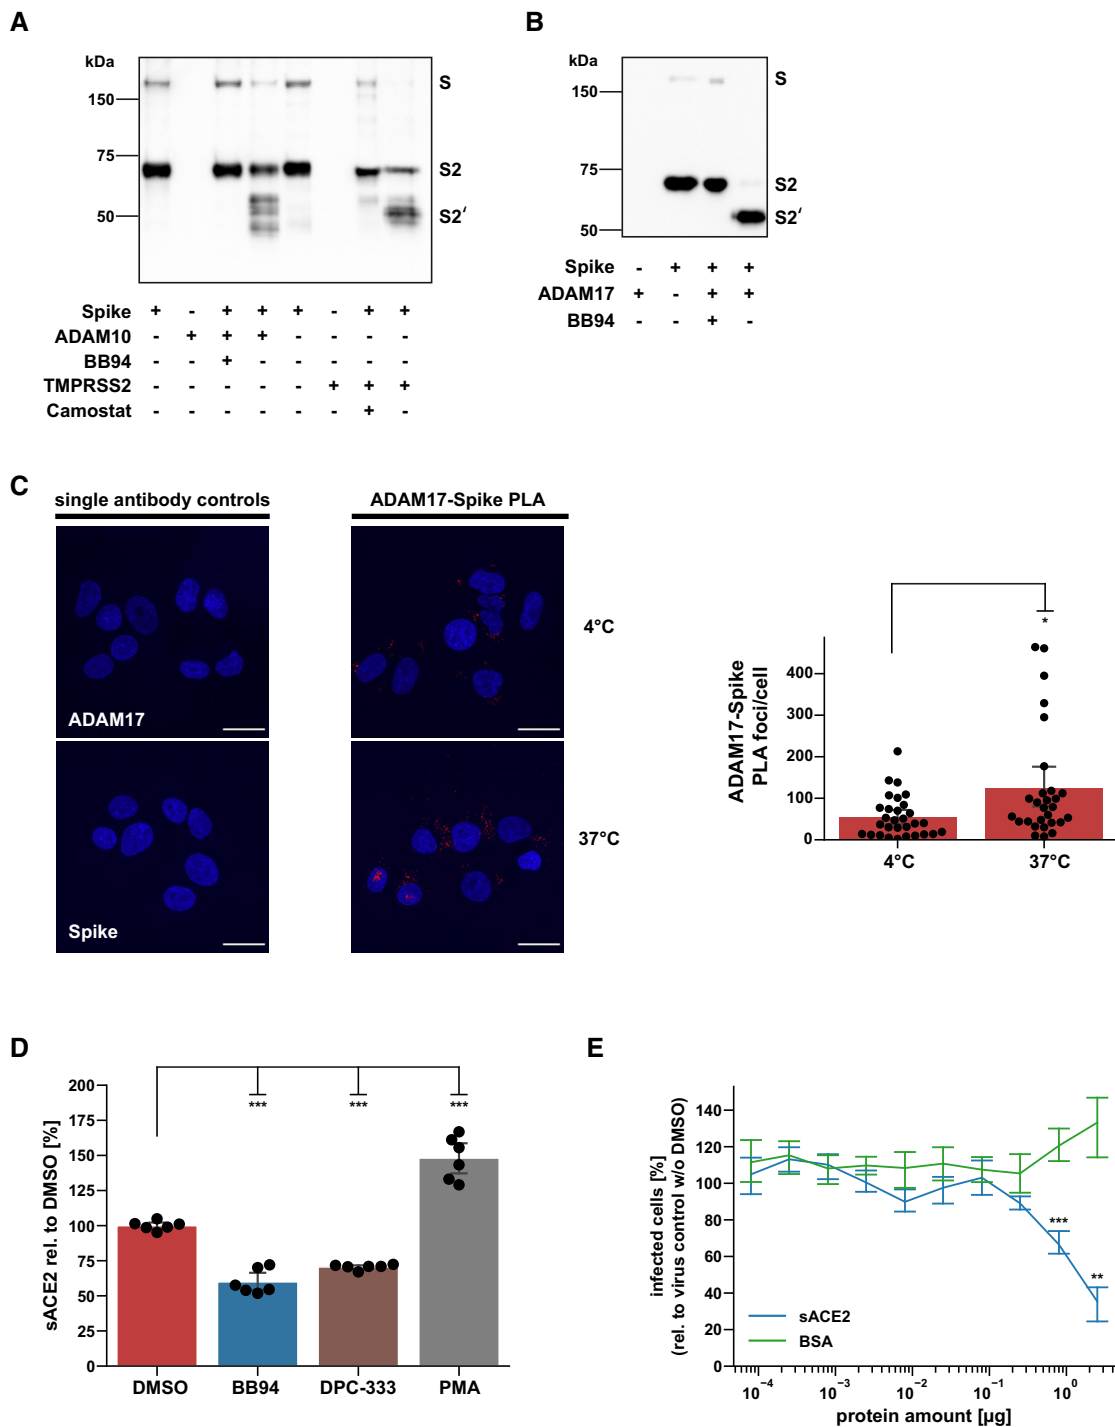 A
kDa
150
75
50
S
S2
S2′
Spike + - + + + - + +
ADAM10 - + + + - - - -
BB94 - - + - - - - -
TMPRSS2 - - - - - + + +
Camostat - - - - - - + -
B
kDa
150
75
50
S
S2
S2′
Spike - + + +
ADAM17 + - + +
BB94 - - + -
C
single antibody controls
ADAM17-Spike PLA
ADAM17
Spike
4°C
37°C
ADAM17-Spike
PLA foci/cell
400
300
200
100
0
*
4°C 37°C
D
sACE2 rel. to DMSO [%]
200
175
150
125
100
75
50
25
0
*** *** ***
DMSO BB94 DPC-333 PMA
E
infected cells [%]
(rel. to virus control w/o DMSO)
140
120
100
80
60
40
20
0
***
**
sACE2
BSA
10⁻⁴ 10⁻³ 10⁻² 10⁻¹ 10⁰
protein amount [µg]